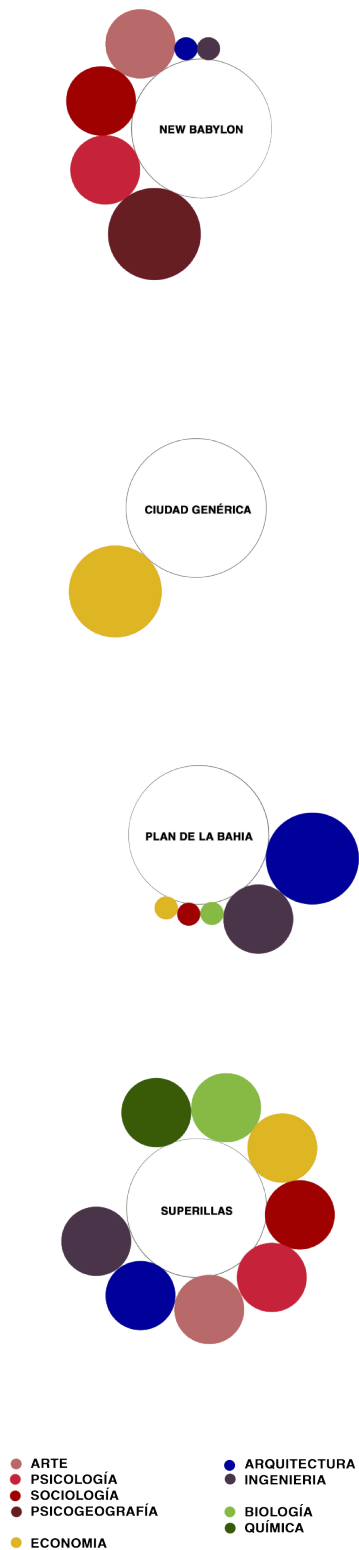 NEW BABYLON
CIUDAD GENÉRICA
PLAN DE LA BAHIA
SUPERILLAS
ARTE
PSICOLOGÍA
SOCIOLOGÍA
PSICOGEOGRAFÍA
ECONOMIA
ARQUITECTURA
INGENIERIA
BIOLOGÍA
QUÍMICA